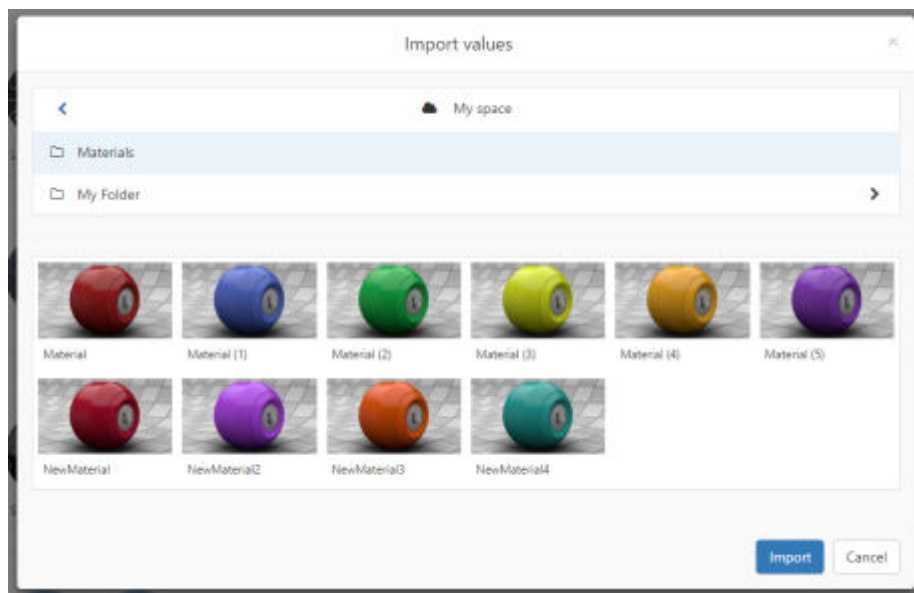 Import values
×
My space
Materials
My Folder
Material
Material (1)
Material (2)
Material (3)
Material (4)
Material (5)
NewMaterial
NewMaterial2
NewMaterial3
NewMaterial4
Import
Cancel